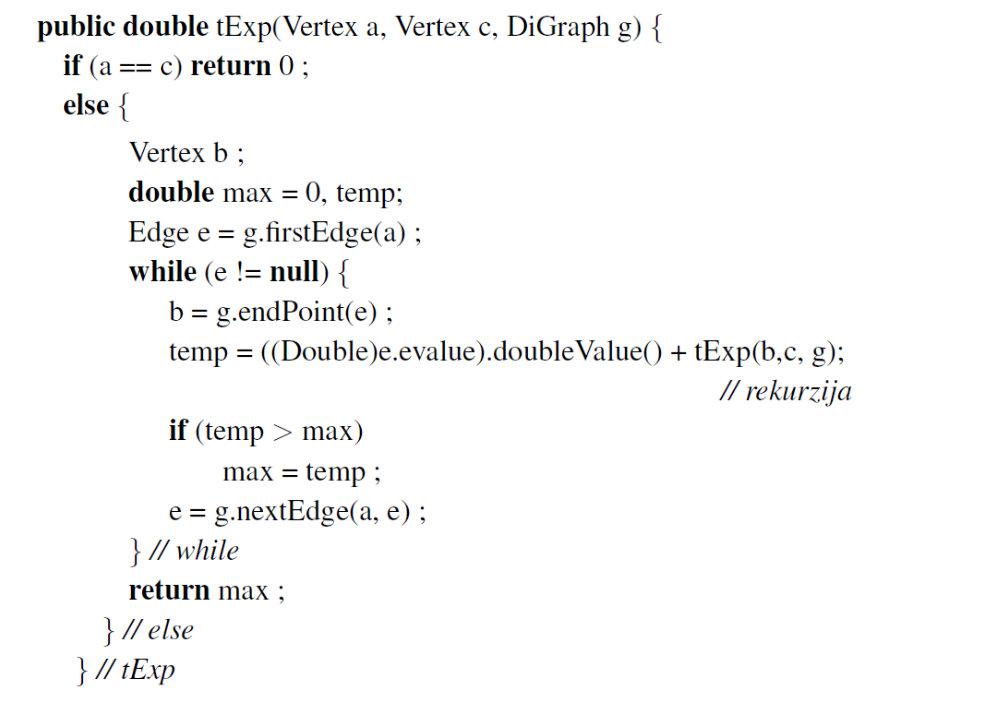 public double tExp(Vertex a, Vertex c, DiGraph g) {
if (a == c) return 0 ;
else {
Vertex b ;
double max = 0, temp;
Edge e = g.firstEdge(a) ;
while (e != null) {
b = g.endPoint(e) ;
temp = ((Double)e.evalue).doubleValue() + tExp(b,c, g);
// rekurzija
if (temp > max)
max = temp ;
e = g.nextEdge(a, e) ;
} // while
return max ;
} // else
} // tExp